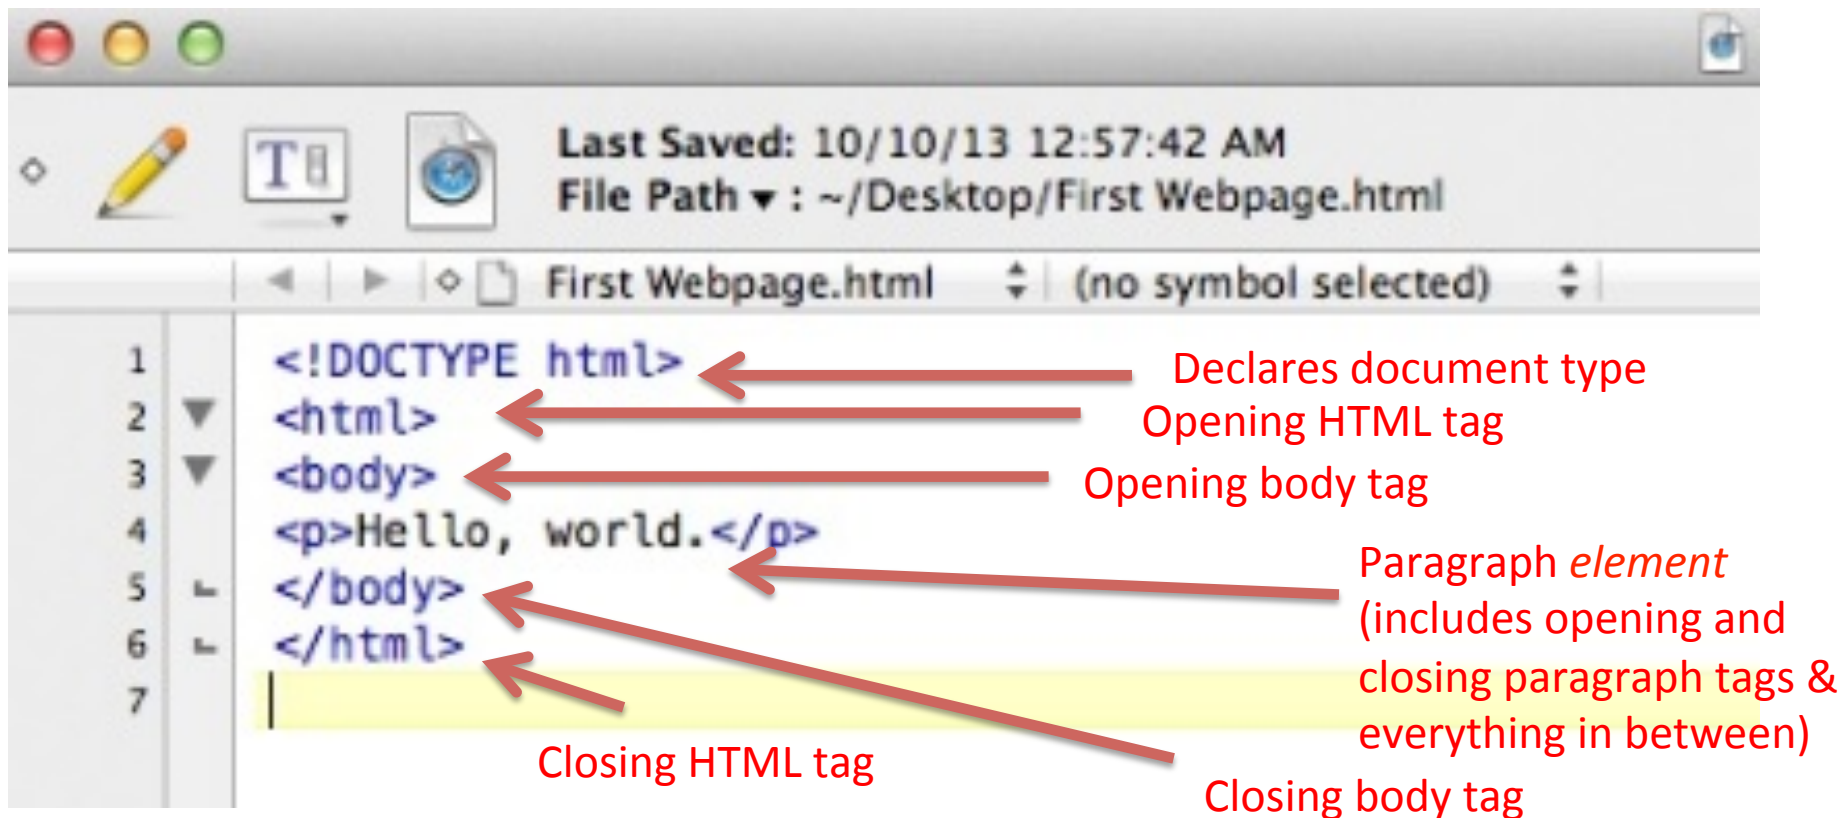 Last Saved: 10/10/13 12:57:42 AM
File Path ▾ : ~/Desktop/First Webpage.html
First Webpage.html (no symbol selected)
1 <!DOCTYPE html>
Declares document type
2 <html>
Opening HTML tag
3 <body>
Opening body tag
4 <p>Hello, world.</p>
Paragraph element
(includes opening and
closing paragraph tags &
everything in between)
5 </body>
6 </html>
7
Closing HTML tag
Closing body tag
T